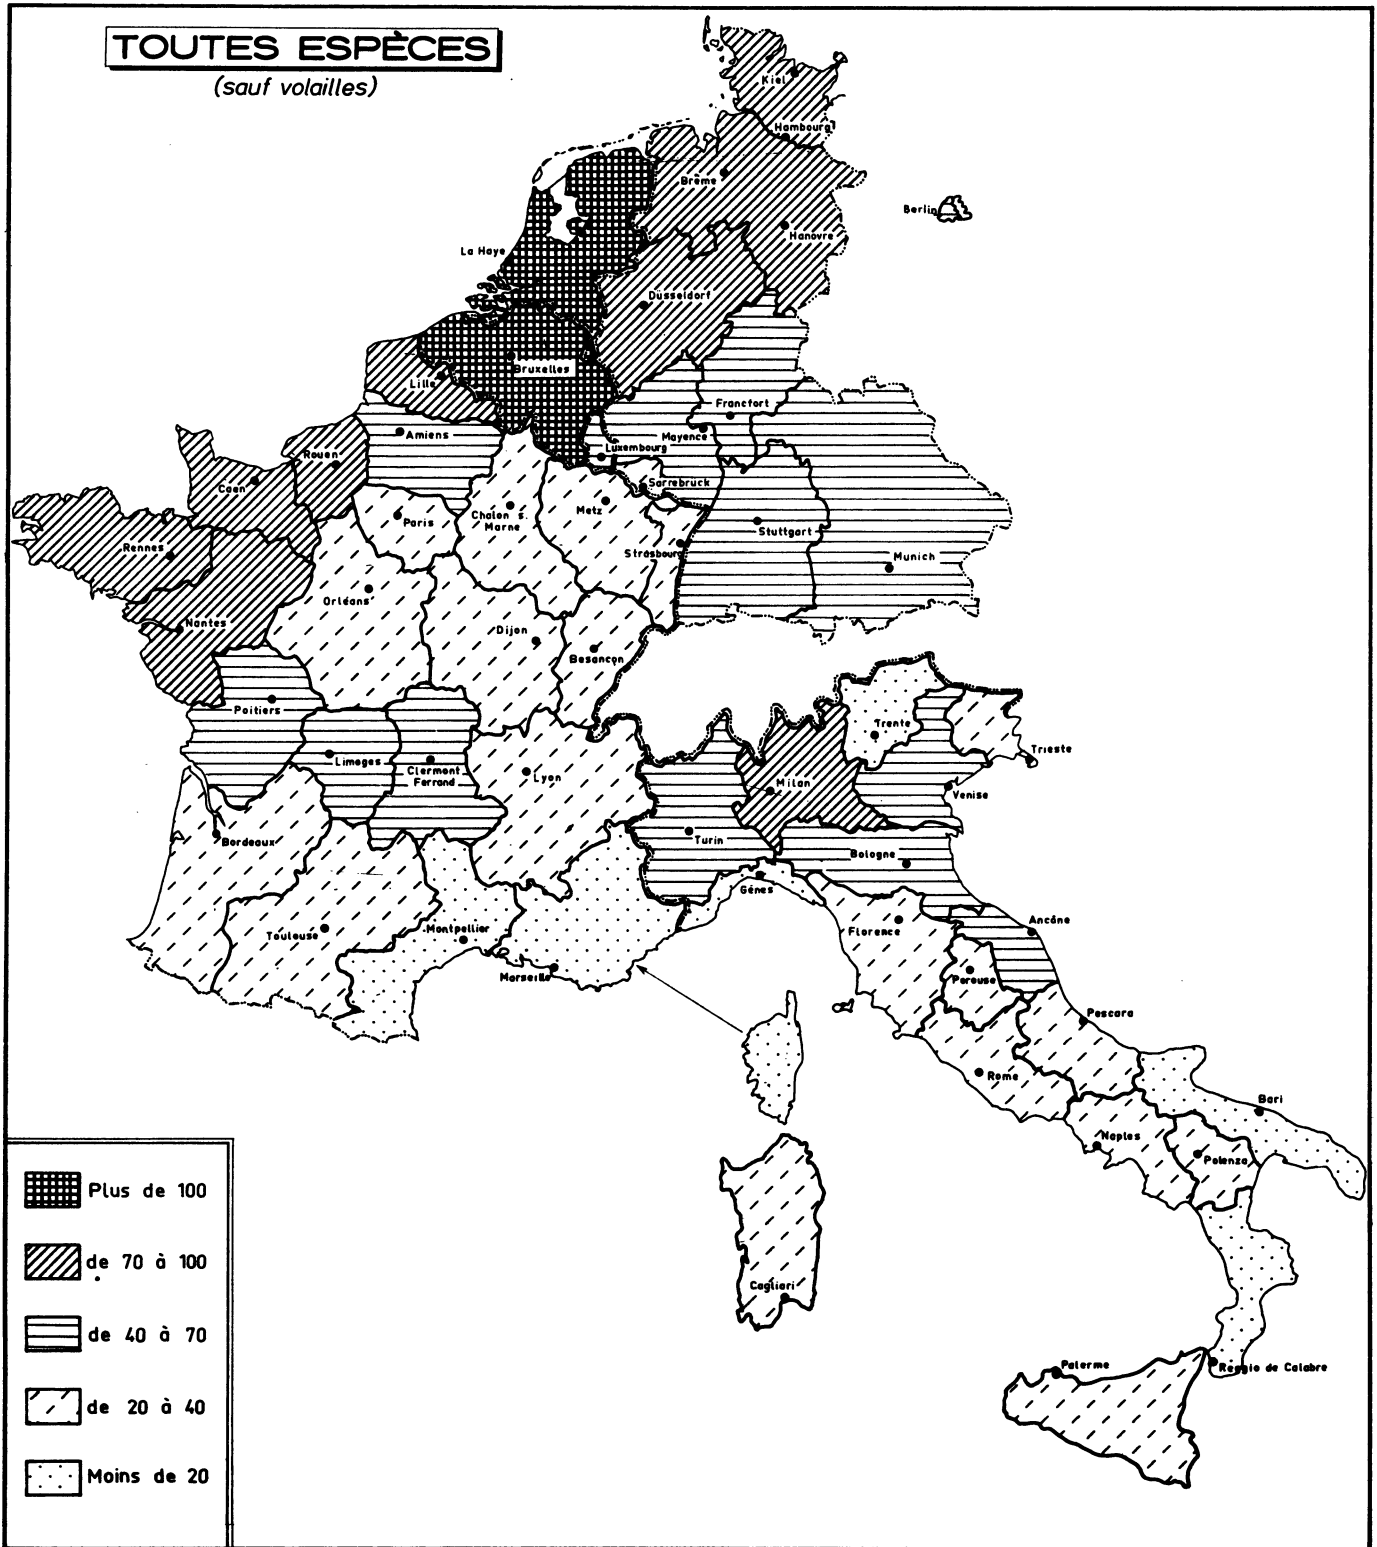 TOUTES ESPÈCES
(sauf volailles)
Kiel
Hambourg
Brême
Berlin
Hanovre
La Haye
Düsseldorf
Bruxelles
Lille
Francfort
Amiens
Mayence
Luxembourg
Rouen
Sarrebrück
Caen
Metz
Paris
Chalon s.
Marne
Stuttgart
Rennes
Strasbourg
Munich
Orléans
Nantes
Dijon
Besançon
Poitiers
Trente
Trieste
Limoges
Clermont
Ferrand
Lyon
Milan
Venise
Bordeaux
Turin
Bologne
Gênes
Ancône
Toulouse
Montpellier
Florence
Marseille
Perouse
Pescara
Rome
Bari
Naples
Potenza
Cagliari
Palerme
Reggio de Calabre
Plus de 100
de 70 à 100
de 40 à 70
de 20 à 40
Moins de 20